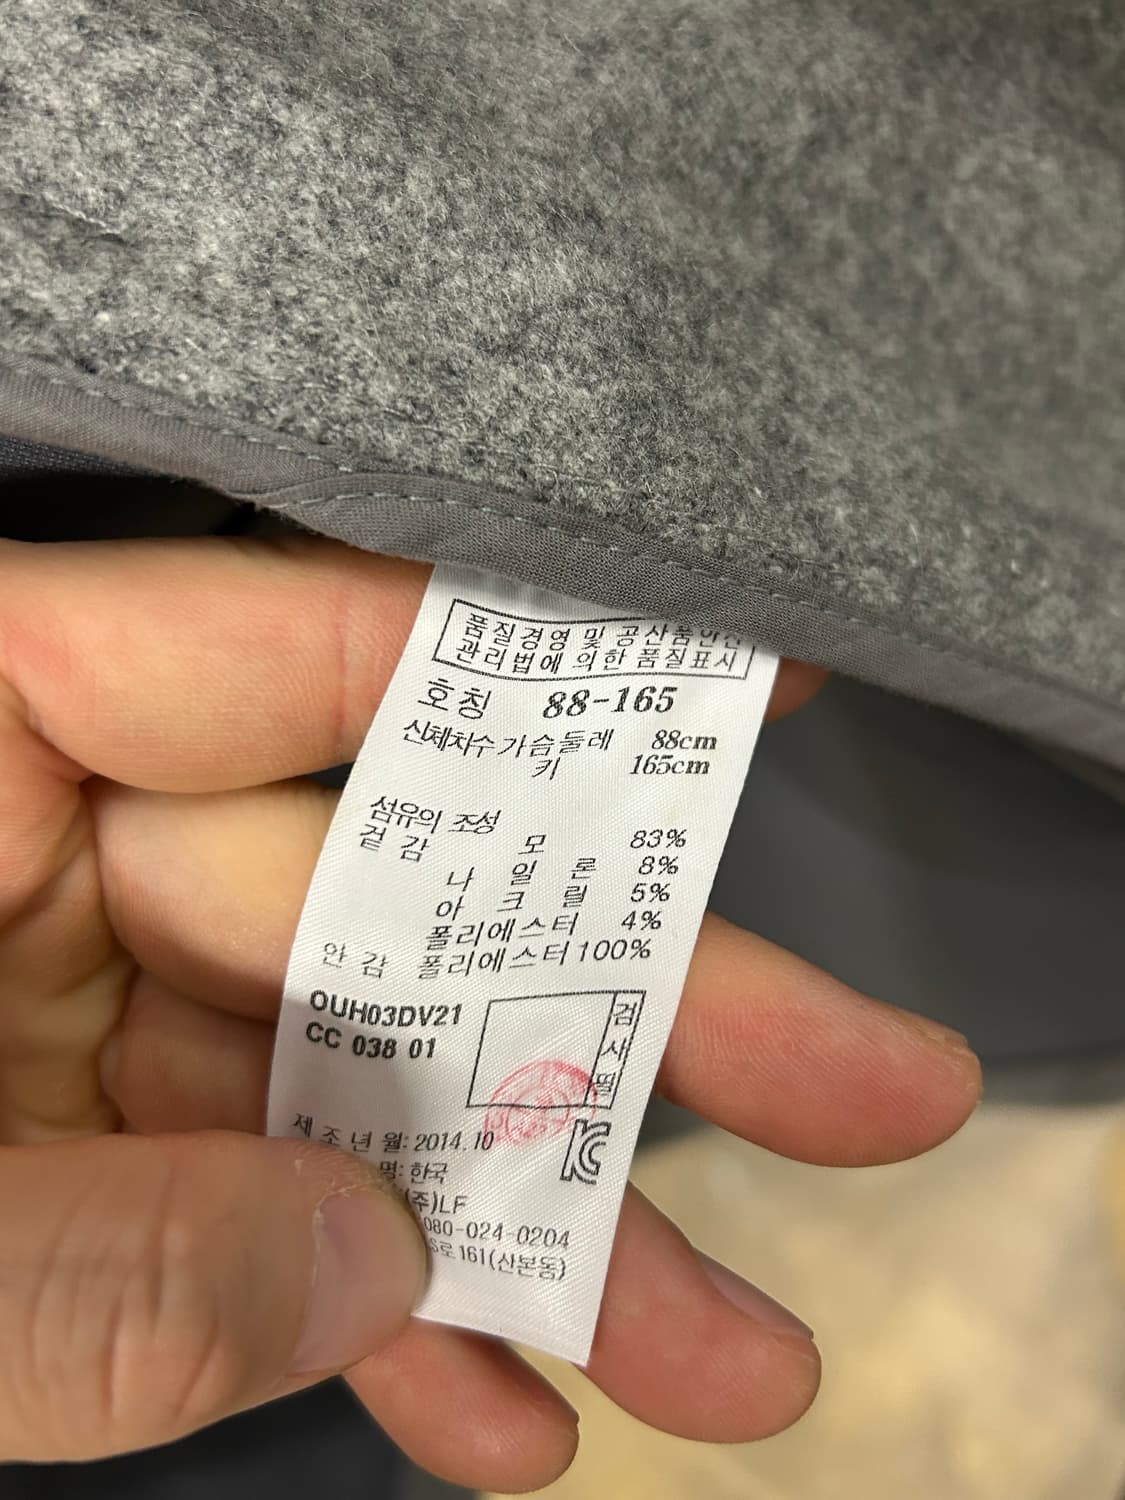 품질경영 및 공산품안전
관리법에 의한 품질표시
호칭 88-165
신체치수 가슴둘레 88cm
키 165cm
섬유의 조성
겉감 모 83%
나일론 8%
아크릴 5%
폴리에스터 4%
안감 폴리에스터 100%
OUH03DV21
CC 038 01
검사필
제조년월: 2014.10
명: 한국
(주)LF
080-024-0204
S로 161(산본동)